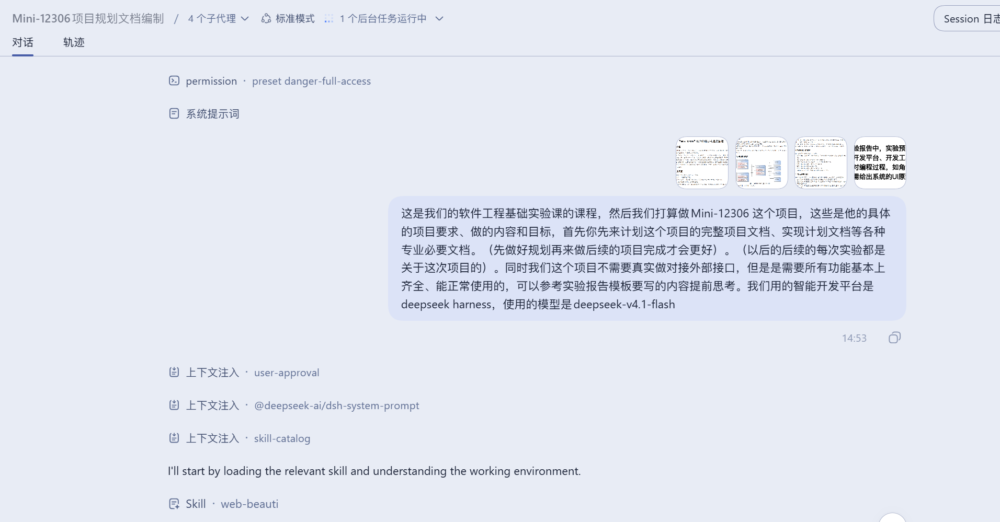 Mini-12306项目规划文档编制 / 4 个子代理 标准模式 1 个后台任务运行中
Session 日志
对话 轨迹
permission · preset danger-full-access
系统提示词
验报告中，实验预
开发平台、开发工
对编程过程，如角
需给出系统的UI原
这是我们的软件工程基础实验课的课程，然后我们打算做Mini-12306 这个项目，这些是他的具体
的项目要求、做的内容和目标，首先你先来计划这个项目的完整项目文档、实现计划文档等各种
专业必要文档。（先做好规划再来做后续的项目完成才会更好）。（以后的后续的每次实验都是
关于这次项目的）。同时我们这个项目不需要真实做对接外部接口，但是是需要所有功能基本上
齐全、能正常使用的，可以参考实验报告模板要写的内容提前思考。我们用的智能开发平台是
deepseek harness，使用的模型是deepseek-v4.1-flash
14:53
上下文注入 · user-approval
上下文注入 · @deepseek-ai/dsh-system-prompt
上下文注入 · skill-catalog
I'll start by loading the relevant skill and understanding the working environment.
Skill · web-beauti